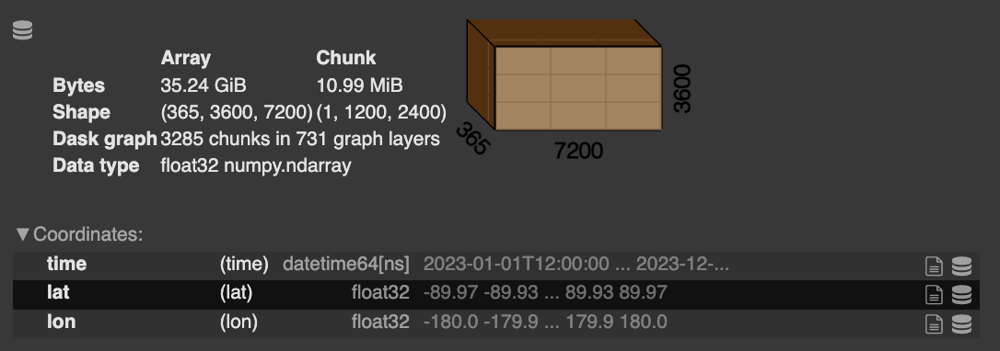 Array Chunk
Bytes 35.24 GiB 10.99 MiB
Shape (365, 3600, 7200) (1, 1200, 2400)
Dask graph 3285 chunks in 731 graph layers
Data type float32 numpy.ndarray
365
7200
3600
▼Coordinates:
time (time) datetime64[ns] 2023-01-01T12:00:00 ... 2023-12-...
lat (lat) float32 -89.97 -89.93 ... 89.93 89.97
lon (lon) float32 -180.0 -179.9 ... 179.9 180.0